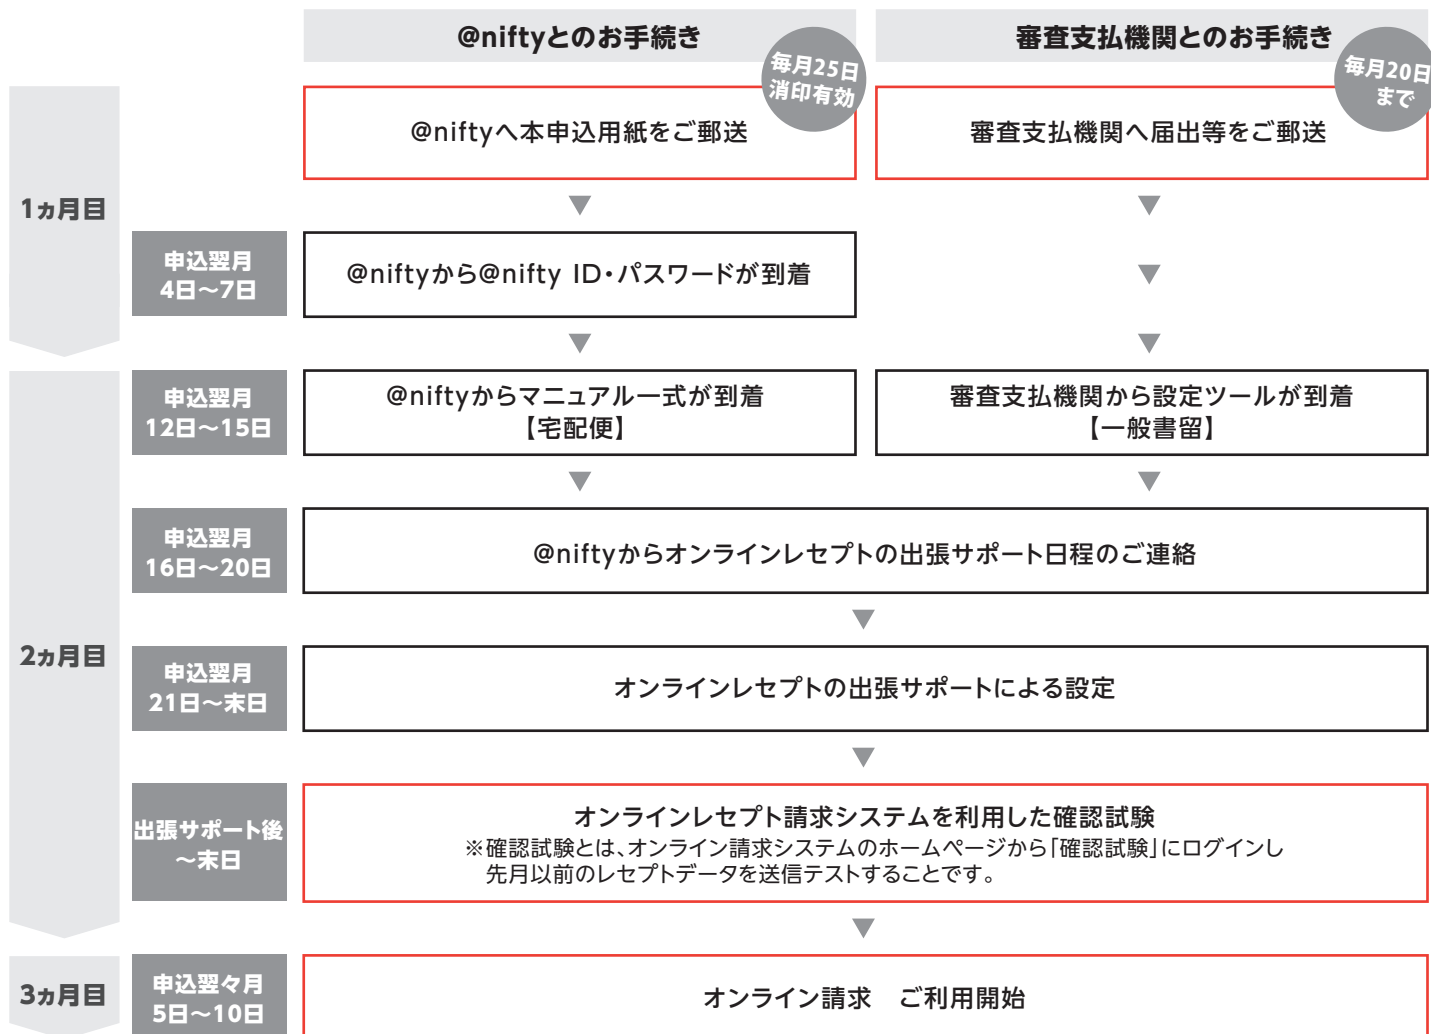 @niftyとのお手続き
審査支払機関とのお手続き
毎月25日
消印有効
毎月20日
まで
1ヵ月目
@niftyへ本申込用紙をご郵送
審査支払機関へ届出等をご郵送
▼
▼
申込翌月
4日～7日
@niftyから@nifty ID・パスワードが到着
▼
▼
▼
2ヵ月目
申込翌月
12日～15日
@niftyからマニュアル一式が到着
【宅配便】
審査支払機関から設定ツールが到着
【一般書留】
▼
▼
申込翌月
16日～20日
@niftyからオンラインレセプトの出張サポート日程のご連絡
▼
申込翌月
21日～末日
オンラインレセプトの出張サポートによる設定
▼
出張サポート後
～末日
オンラインレセプト請求システムを利用した確認試験
※確認試験とは、オンライン請求システムのホームページから「確認試験」にログインし
先月以前のレセプトデータを送信テストすることです。
▼
3ヵ月目
申込翌々月
5日～10日
オンライン請求　ご利用開始